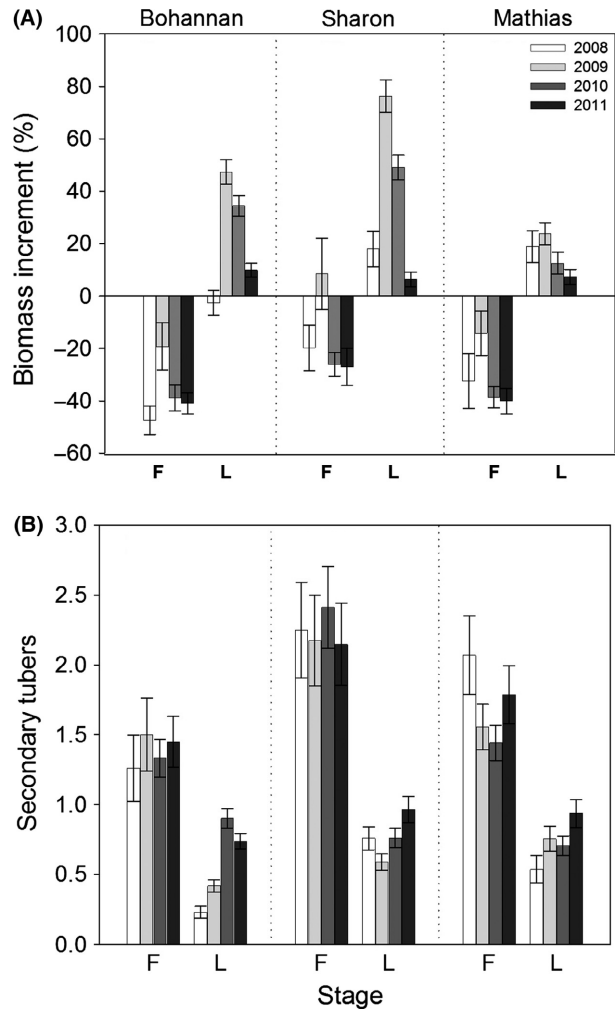 (A) Bohannan Sharon Mathias
2008
2009
2010
2011
Biomass increment (%)
100
80
60
40
20
0
–20
–40
–60
F L F L F L
(B)
Secondary tubers
3.0
2.5
2.0
1.5
1.0
0.5
0.0
F L F L F L
Stage